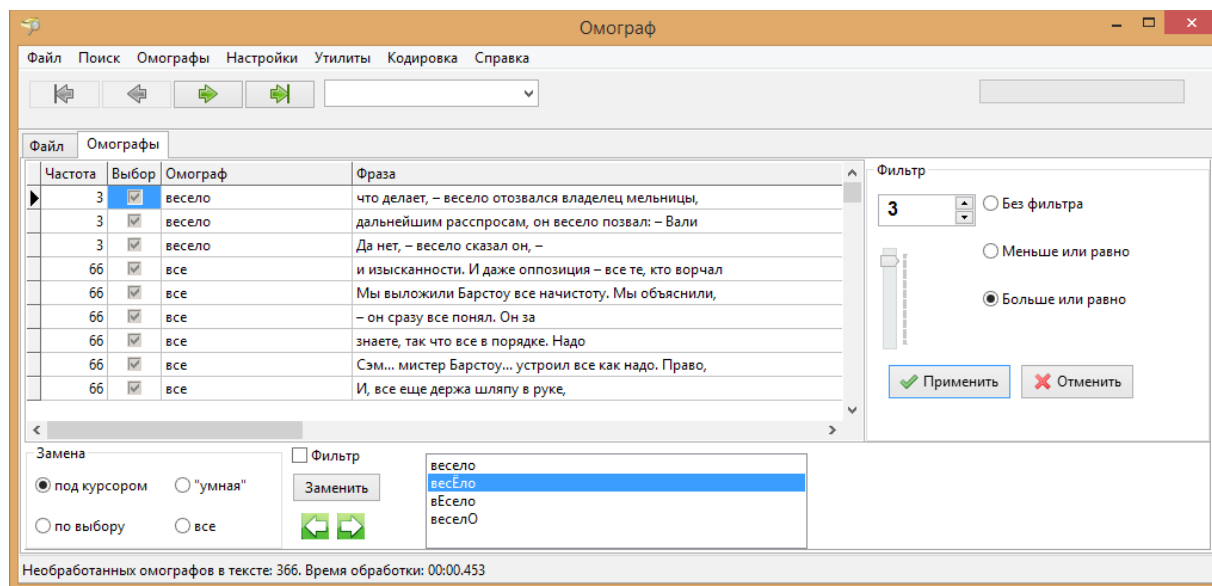 Омограф
Файл Поиск Омографы Настройки Утилиты Кодировка Справка
Файл Омографы
Частота Выбор Омограф Фраза
3 весело что делает, – весело отозвался владелец мельницы,
3 весело дальнейшим расспросам, он весело позвал: – Вали
3 весело Да нет, – весело сказал он, –
66 все и изысканности. И даже оппозиция – все те, кто ворчал
66 все Мы выложили Барстоу все начистоту. Мы объяснили,
66 все – он сразу все понял. Он за
66 все знаете, так что все в порядке. Надо
66 все Сэм... мистер Барстоу... устроил все как надо. Право,
66 все И, все еще держа шляпу в руке,
Фильтр
3 Без фильтра
Меньше или равно
Больше или равно
Применить Отменить
Замена
под курсором "умная"
по выбору все
Фильтр
Заменить
весело
весЁло
вЕсело
веселО
Необработанных омографов в тексте: 366. Время обработки: 00:00.453